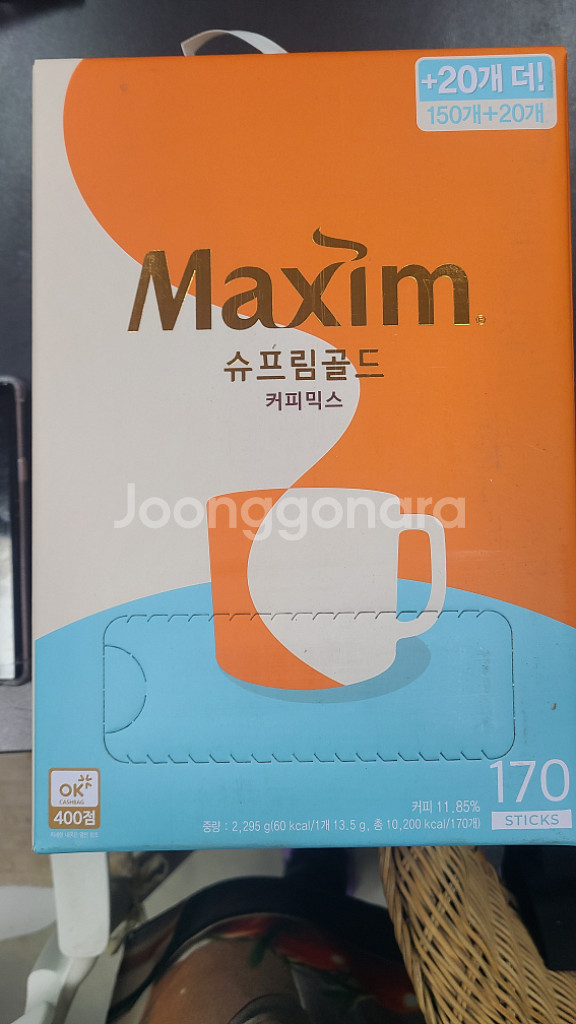 +20개 더!
150개+20개
Maxim
슈프림골드
커피믹스
Joonggonara
170
STICKS
커피 11.85%
중량 : 2,295 g(60 kcal/1개 13.5 g, 총 10,200 kcal/170개)
OK
CASHBAG
400점